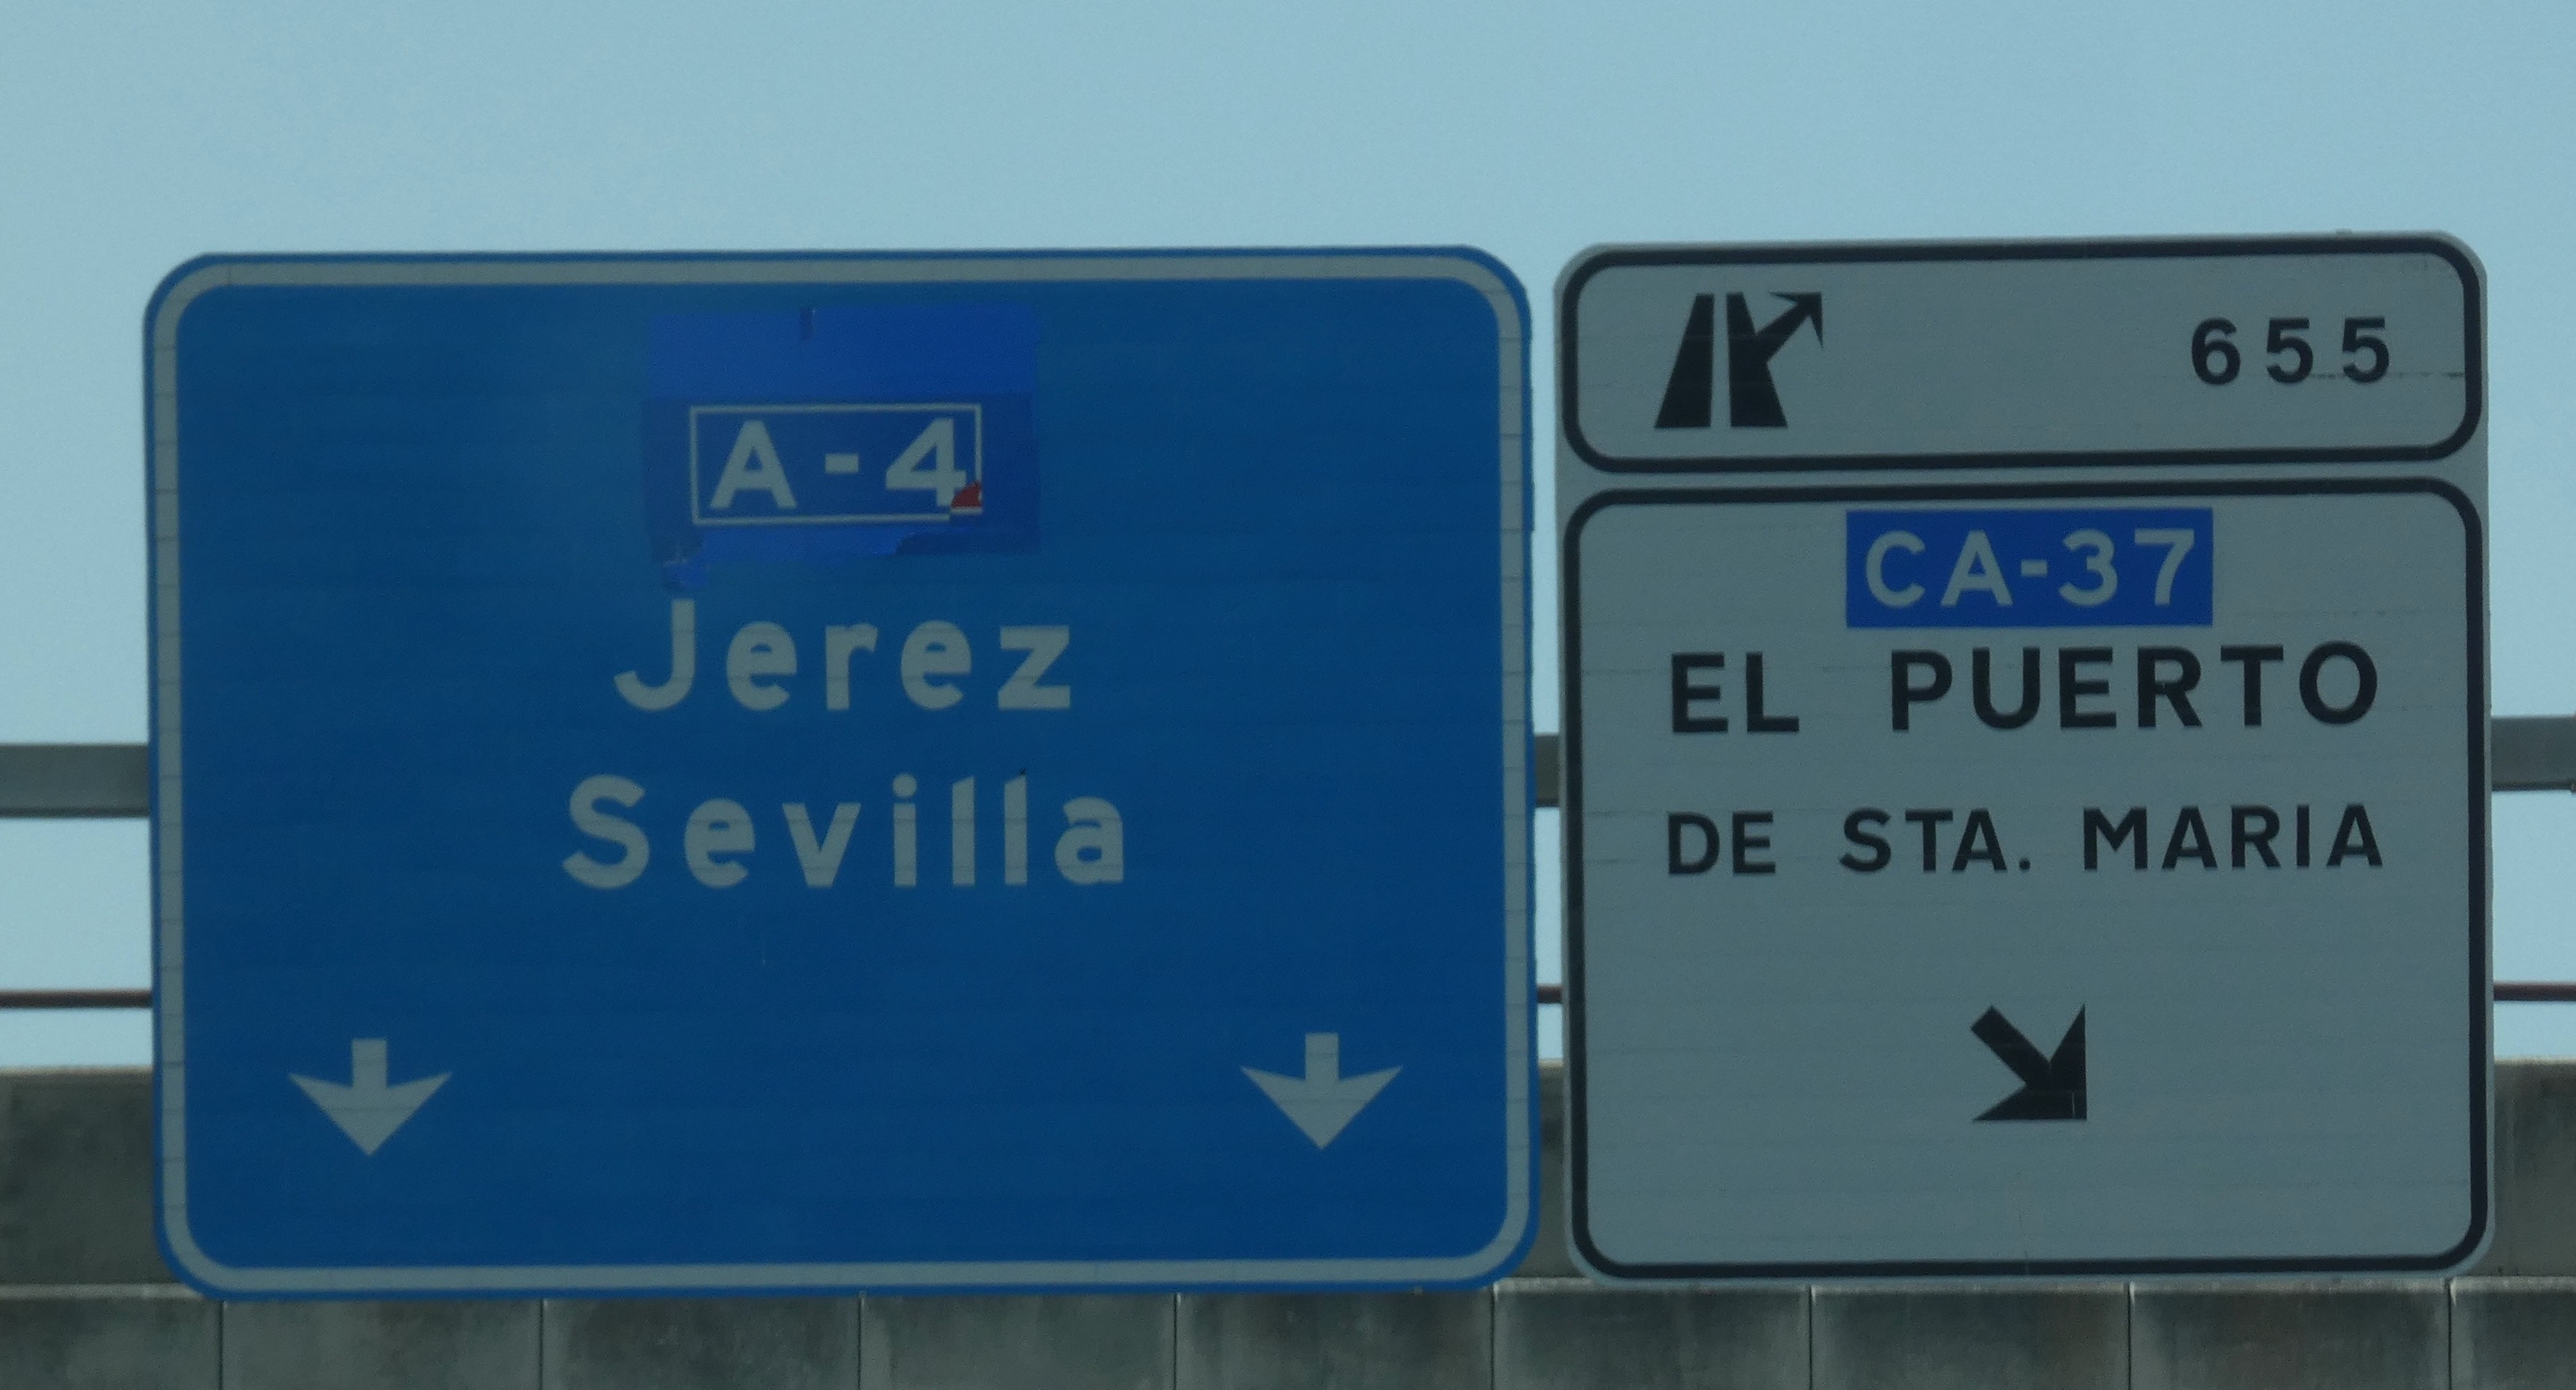 A-4
Jerez
Sevilla
655
CA-37
EL PUERTO
DE STA. MARIA